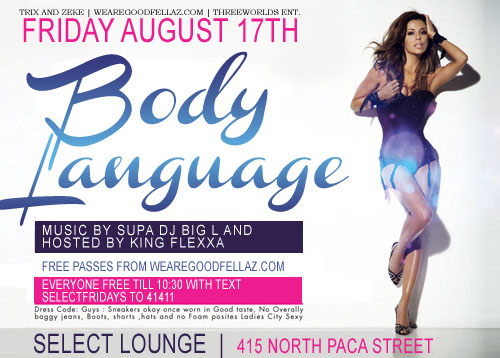 TRIX AND ZEKE | WEAREGOODFELLAZ.COM | THREEWORLDS ENT.
FRIDAY AUGUST 17TH
Body
Language
MUSIC BY SUPA DJ BIG L AND
HOSTED BY KING FLEXXA
FREE PASSES FROM WEAREGOODFELLAZ.COM
EVERYONE FREE TILL 10:30 WITH TEXT
SELECTFRIDAYS TO 41411
Dress Code: Guys : Sneakers okay once worn in Good taste, No Overally
baggy jeans, Boots, shorts ,hats and no Foam posites Ladies City Sexy
SELECT LOUNGE | 415 NORTH PACA STREET